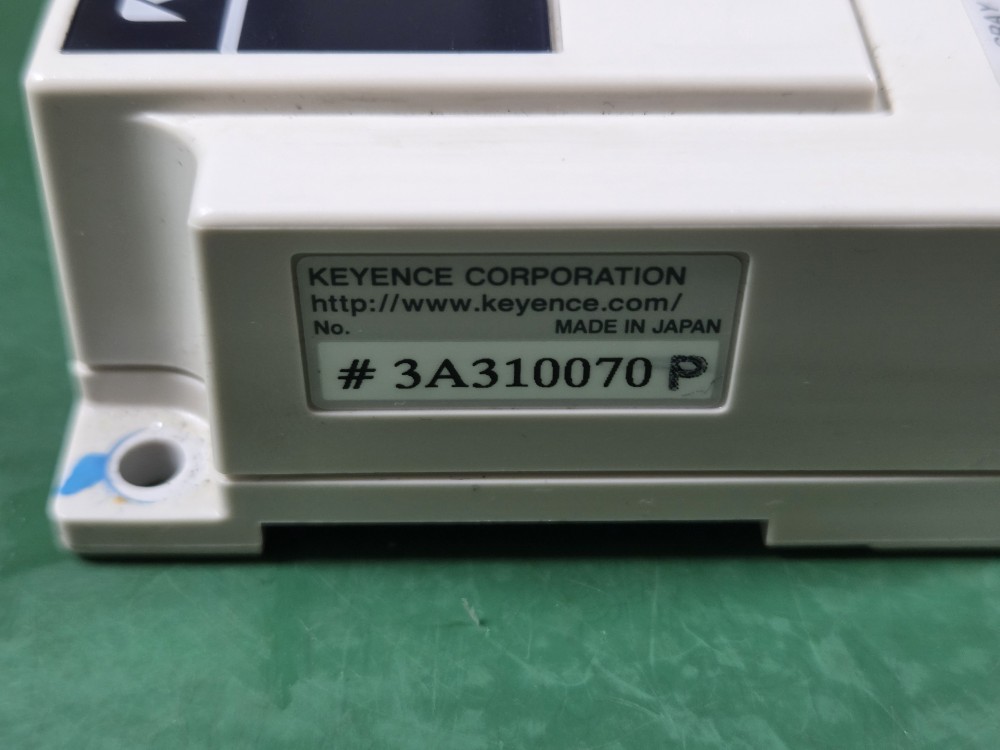 KEYENCE CORPORATION
http://www.keyence.com/
No. MADE IN JAPAN
# 3A310070 P